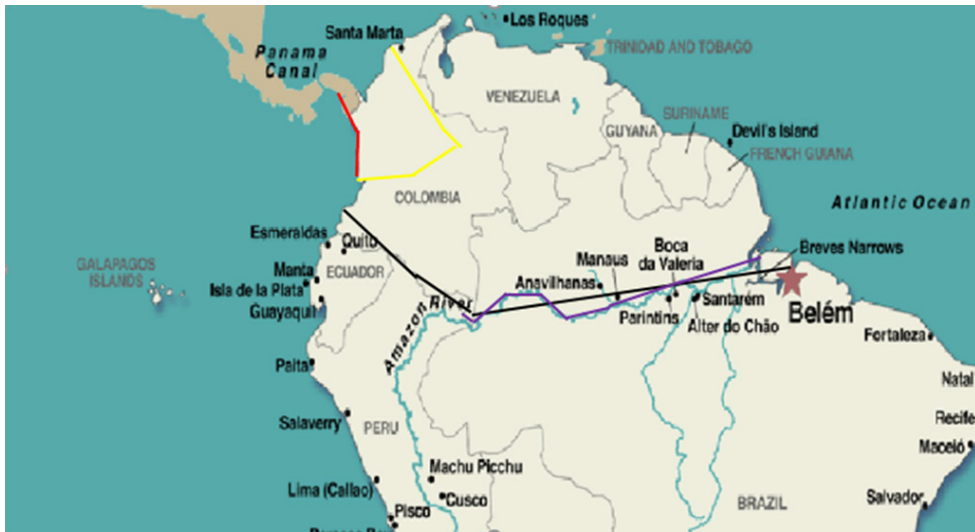 Los Roques
Santa Marta
TRINIDAD AND TOBAGO
Panama
Canal
VENEZUELA
SURINAME
GUYANA
Devil's Island
FRENCH GUIANA
COLOMBIA
Atlantic Ocean
Esmeraldas
Quito
Boca
da Valeria
Breves Narrows
Manaus
GALAPAGOS
ISLANDS
Manta
ECUADOR
Anavilhanas
Isla de la Plata
Guayaquil
Amazon River
Parintins
Santarém
Alter do Chão
Belém
Fortaleza
Paita
Natal
Salaverry
PERU
Recife
Maceió
Machu Picchu
Lima (Callao)
Cusco
BRAZIL
Salvador
Pisco